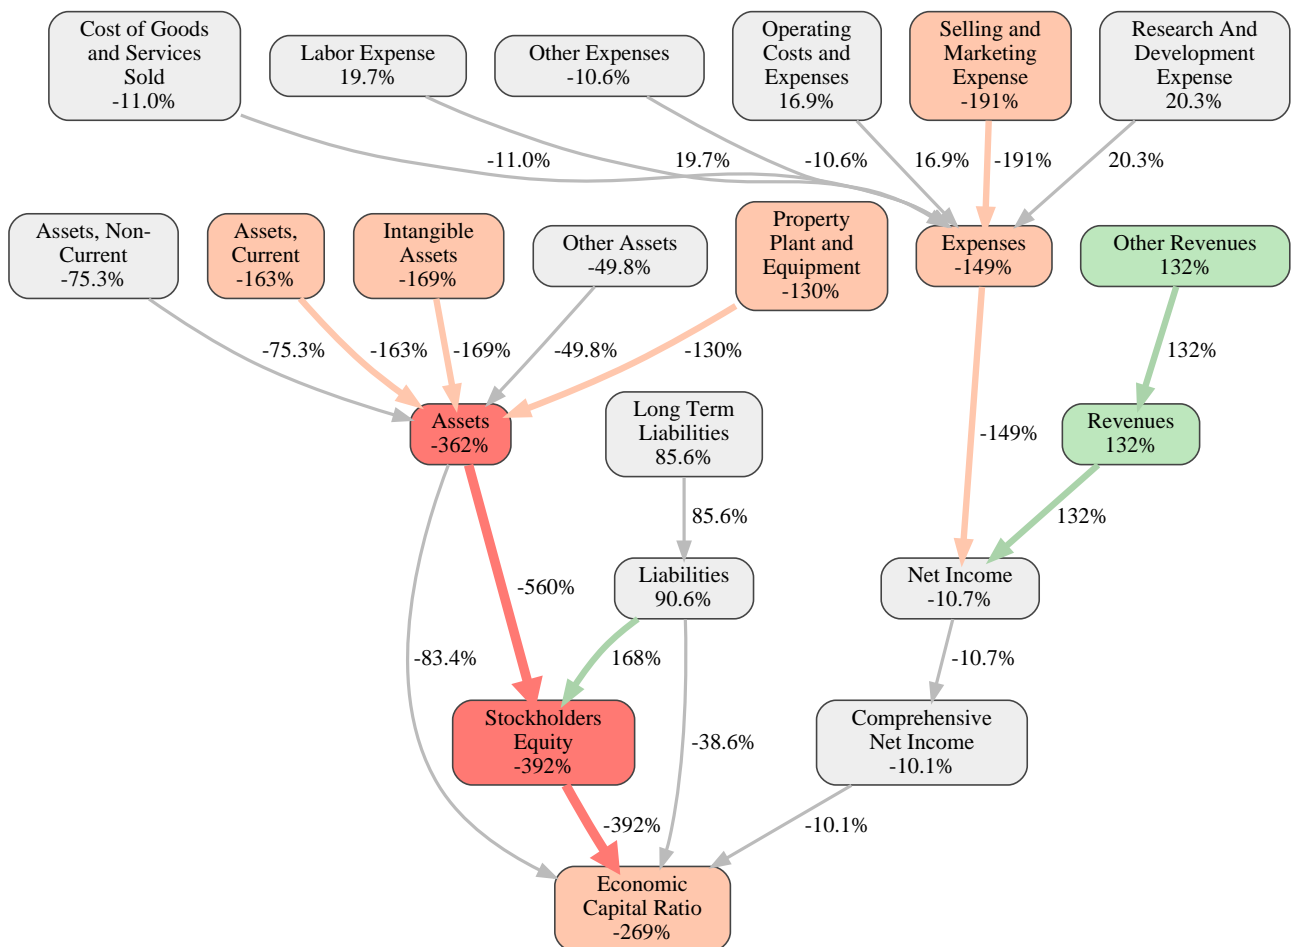 Cost of Goods
and Services
Sold
-11.0%
Labor Expense
19.7%
Other Expenses
-10.6%
Operating
Costs and
Expenses
16.9%
Selling and
Marketing
Expense
-191%
Research And
Development
Expense
20.3%
-11.0%
19.7%
-10.6%
16.9%
-191%
20.3%
Assets, Non-
Current
-75.3%
Assets,
Current
-163%
Intangible
Assets
-169%
Other Assets
-49.8%
Property
Plant and
Equipment
-130%
Expenses
-149%
Other Revenues
132%
-75.3%
-163%
-169%
-49.8%
-130%
132%
Assets
-362%
Long Term
Liabilities
85.6%
-149%
Revenues
132%
85.6%
132%
-560%
Liabilities
90.6%
Net Income
-10.7%
-83.4%
168%
-10.7%
Stockholders
Equity
-392%
-38.6%
Comprehensive
Net Income
-10.1%
-392%
-10.1%
Economic
Capital Ratio
-269%